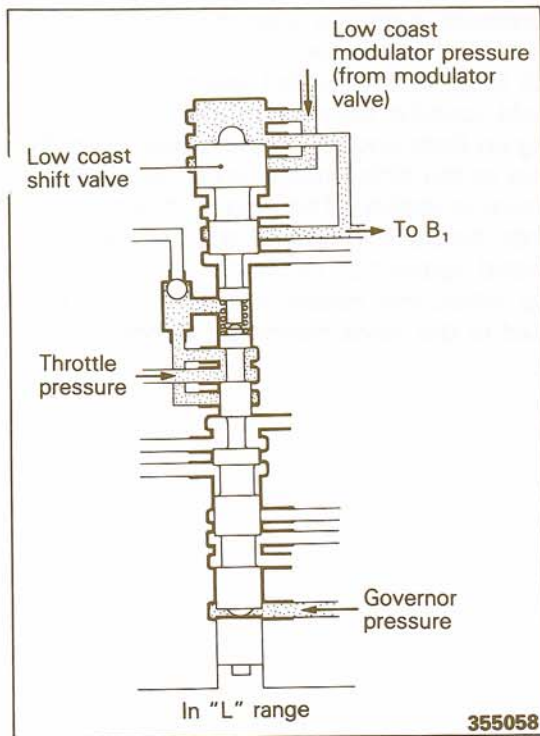 Low coast
modulator pressure
(from modulator
valve)
Low coast
shift valve
To B₁
Throttle
pressure
Governor
pressure
In "L" range
355058